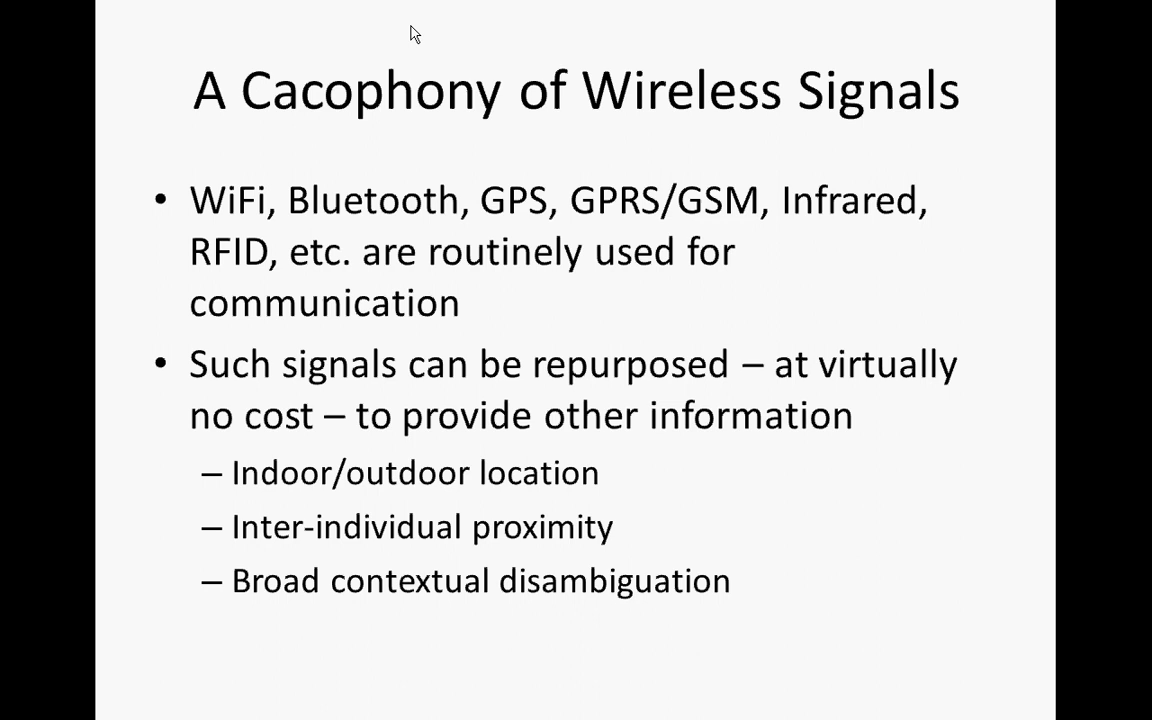 A Cacophony of Wireless Signals
• WiFi, Bluetooth, GPS, GPRS/GSM, Infrared,
RFID, etc. are routinely used for
communication
• Such signals can be repurposed – at virtually
no cost – to provide other information
– Indoor/outdoor location
– Inter-individual proximity
– Broad contextual disambiguation